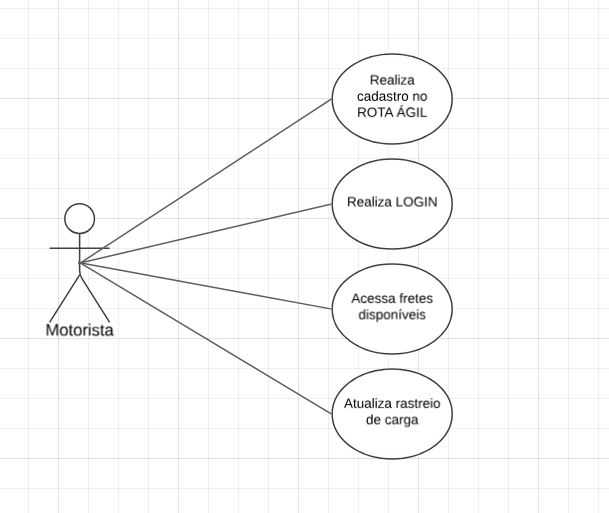 Realiza
cadastro no
ROTA ÁGIL
Realiza LOGIN
Acessa fretes
disponíveis
Motorista
Atualiza rastreio
de carga